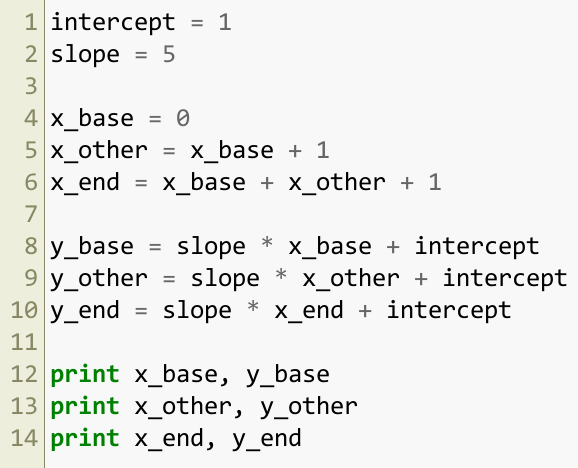 1 intercept = 1
2 slope = 5
3
4 x_base = 0
5 x_other = x_base + 1
6 x_end = x_base + x_other + 1
7
8 y_base = slope * x_base + intercept
9 y_other = slope * x_other + intercept
10 y_end = slope * x_end + intercept
11
12 print x_base, y_base
13 print x_other, y_other
14 print x_end, y_end